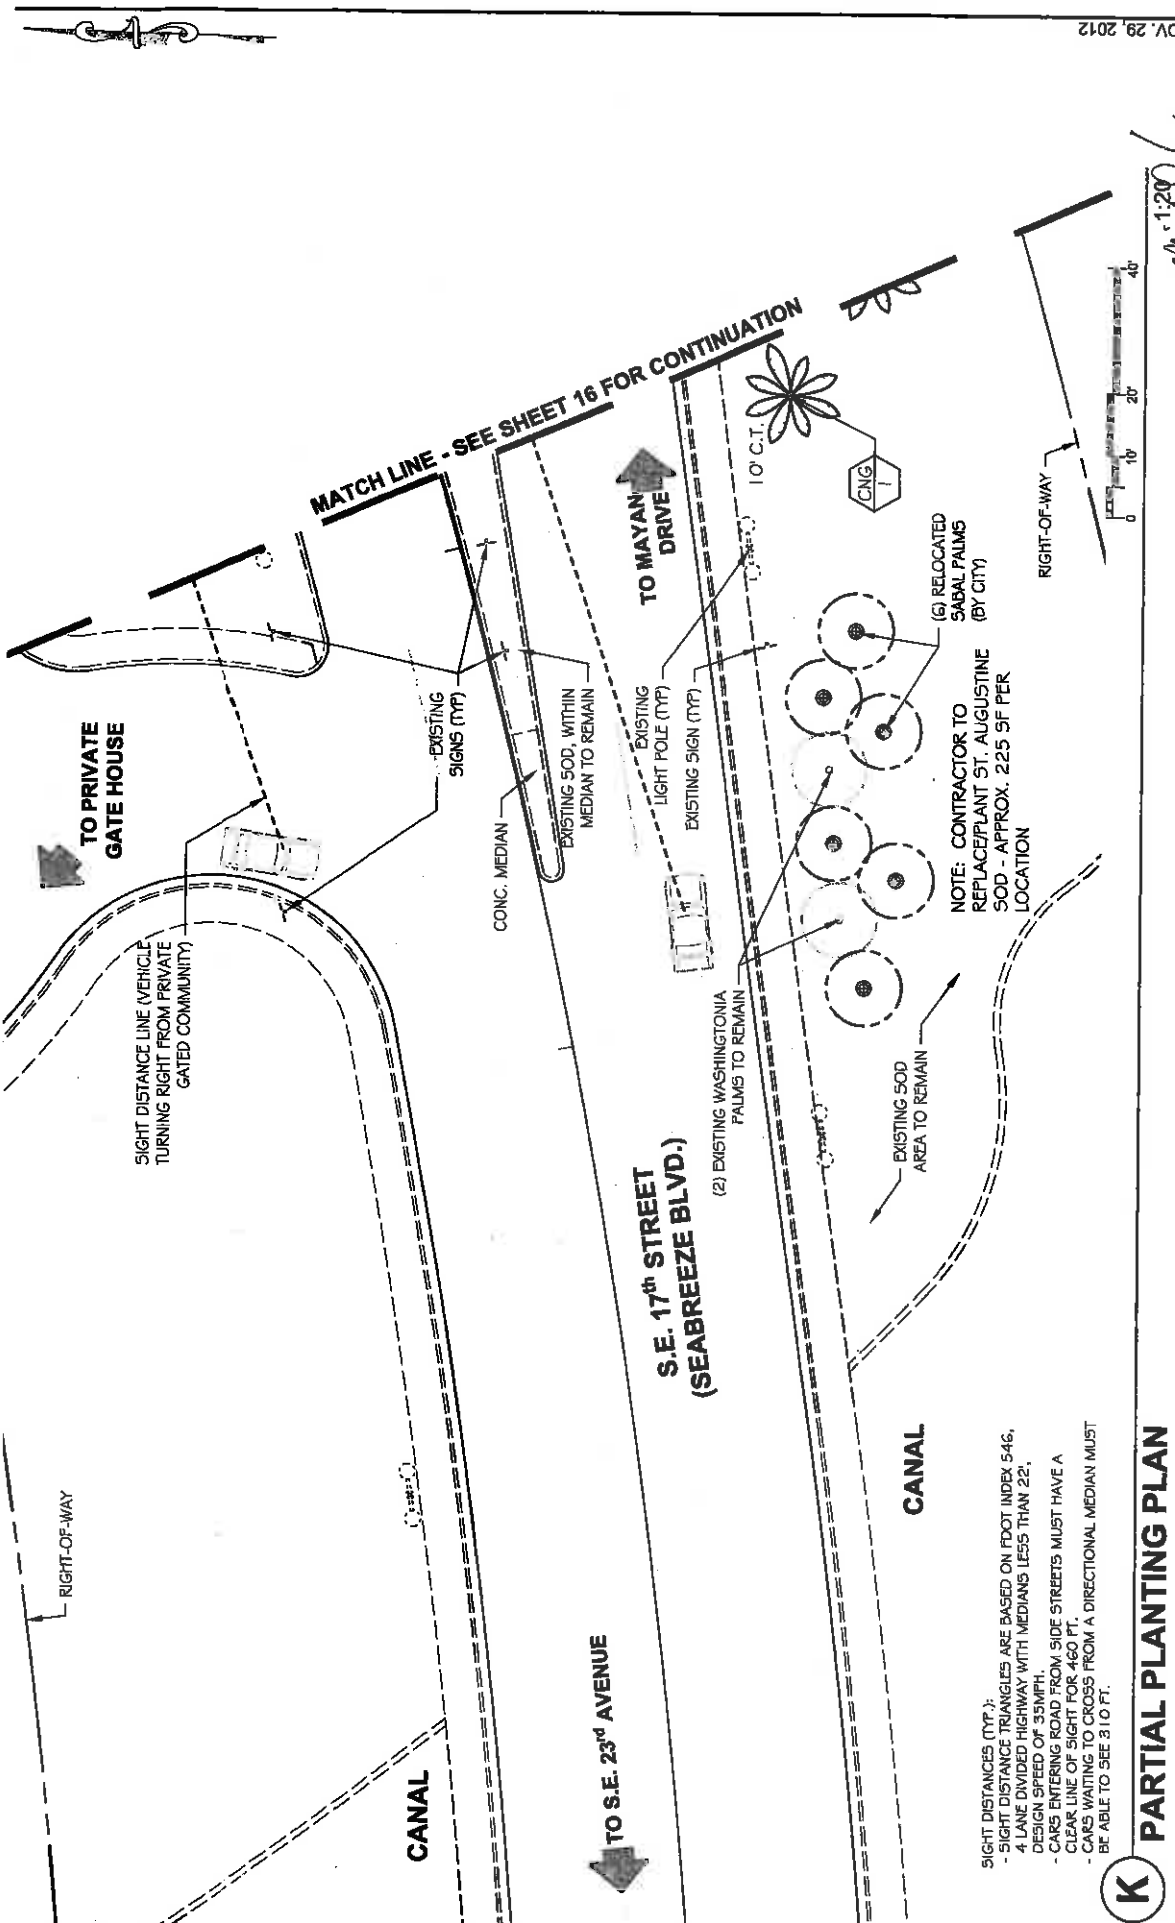 RIGHT-OF-WAY
SIGHT DISTANCE LINE (VEHICLE
TURNING RIGHT FROM PRIVATE
GATED COMMUNITY)
TO PRIVATE
GATE HOUSE
MATCH LINE - SEE SHEET 16 FOR CONTINUATION
EXISTING
SIGNS (TYP)
CONC. MEDIAN
EXISTING SOD, WITHIN
MEDIAN TO REMAIN
CANAL
TO S.E. 23rd AVENUE
S.E. 17th STREET
(SEABREEZE BLVD.)
TO MAYAN
DRIVE
EXISTING
LIGHT POLE (TYP)
EXISTING SIGN (TYP)
10' C.T.
CNG
1
(2) EXISTING WASHINGTONIA
PALMS TO REMAIN
(6) RELOCATED
SABAL PALMS
(BY CITY)
NOTE: CONTRACTOR TO
REPLACE/PLANT ST. AUGUSTINE
SOD - APPROX. 225 SF PER
LOCATION
EXISTING SOD
AREA TO REMAIN
CANAL
RIGHT-OF-WAY
SIGHT DISTANCES (TYP.):
- SIGHT DISTANCE TRIANGLES ARE BASED ON FDOT INDEX 546,
4 LANE DIVIDED HIGHWAY WITH MEDIANS LESS THAN 22',
DESIGN SPEED OF 35MPH.
- CARS ENTERING ROAD FROM SIDE STREETS MUST HAVE A
CLEAR LINE OF SIGHT FOR 460 FT.
- CARS WAITING TO CROSS FROM A DIRECTIONAL MEDIAN MUST
BE ABLE TO SEE 310 FT.
0 10' 20' 40'
K PARTIAL PLANTING PLAN
1:20
29, 2012